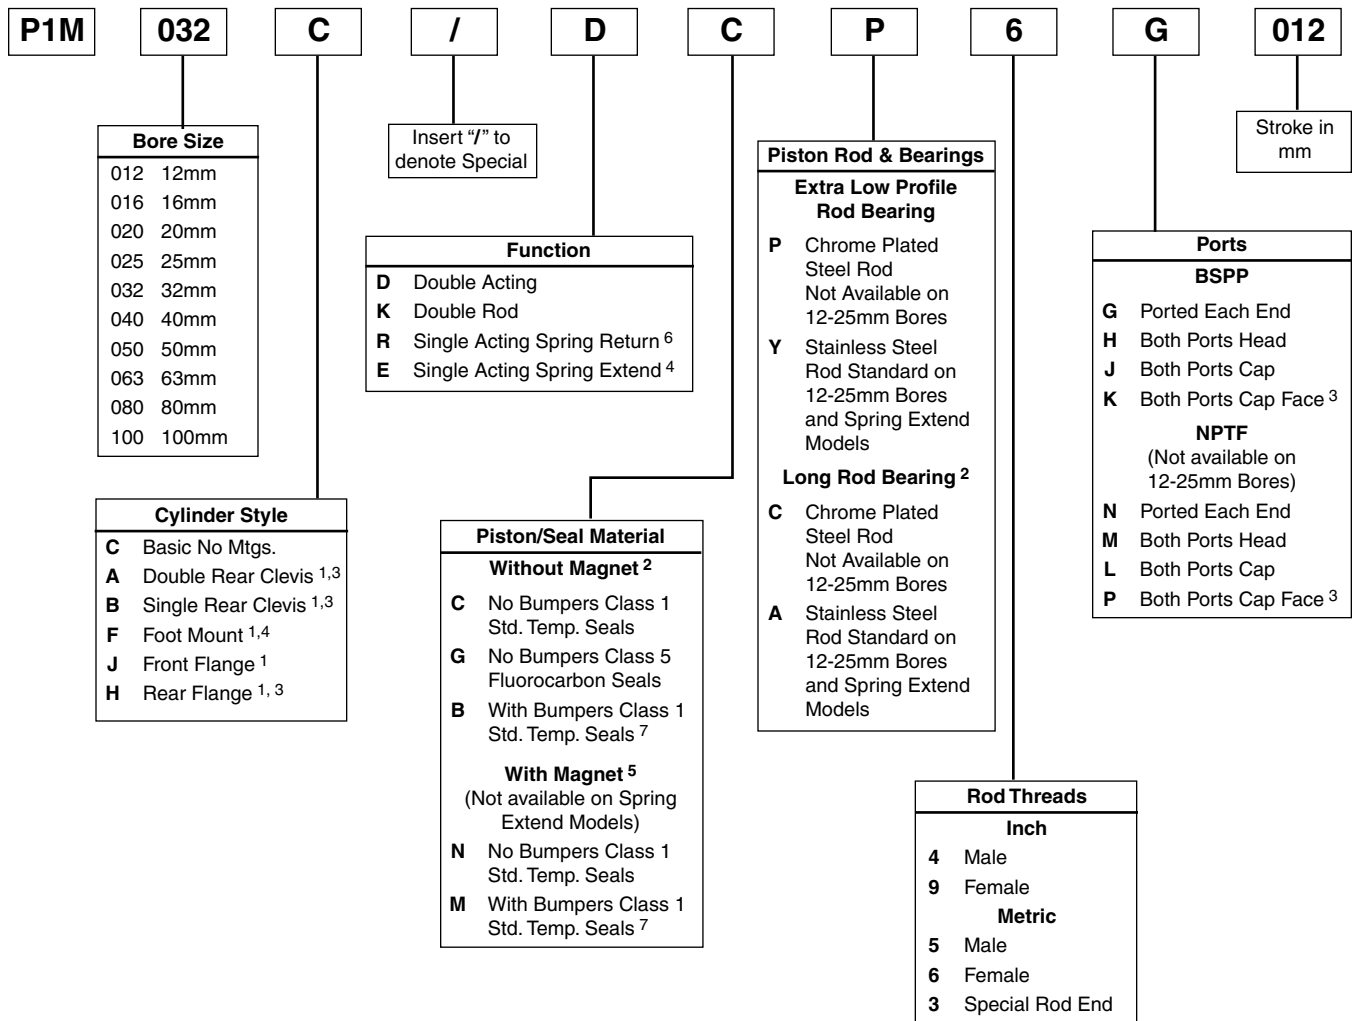 P1M 032 C / D C P 6 G 012
Bore Size
012 12mm
016 16mm
020 20mm
025 25mm
032 32mm
040 40mm
050 50mm
063 63mm
080 80mm
100 100mm
Cylinder Style
C Basic No Mtgs.
A Double Rear Clevis 1,3
B Single Rear Clevis 1,3
F Foot Mount 1,4
J Front Flange 1
H Rear Flange 1, 3
Insert "/" to
denote Special
Function
D Double Acting
K Double Rod
R Single Acting Spring Return 6
E Single Acting Spring Extend 4
Piston/Seal Material
Without Magnet 2
C No Bumpers Class 1
Std. Temp. Seals
G No Bumpers Class 5
Fluorocarbon Seals
B With Bumpers Class 1
Std. Temp. Seals 7
With Magnet 5
(Not available on Spring
Extend Models)
N No Bumpers Class 1
Std. Temp. Seals
M With Bumpers Class 1
Std. Temp. Seals 7
Piston Rod & Bearings
Extra Low Profile
Rod Bearing
P Chrome Plated
Steel Rod
Not Available on
12-25mm Bores
Y Stainless Steel
Rod Standard on
12-25mm Bores
and Spring Extend
Models
Long Rod Bearing 2
C Chrome Plated
Steel Rod
Not Available on
12-25mm Bores
A Stainless Steel
Rod Standard on
12-25mm Bores
and Spring Extend
Models
Rod Threads
Inch
4 Male
9 Female
Metric
5 Male
6 Female
3 Special Rod End
Ports
BSPP
G Ported Each End
H Both Ports Head
J Both Ports Cap
K Both Ports Cap Face 3
NPTF
(Not available on
12-25mm Bores)
N Ported Each End
M Both Ports Head
L Both Ports Cap
P Both Ports Cap Face 3
Stroke in
mm